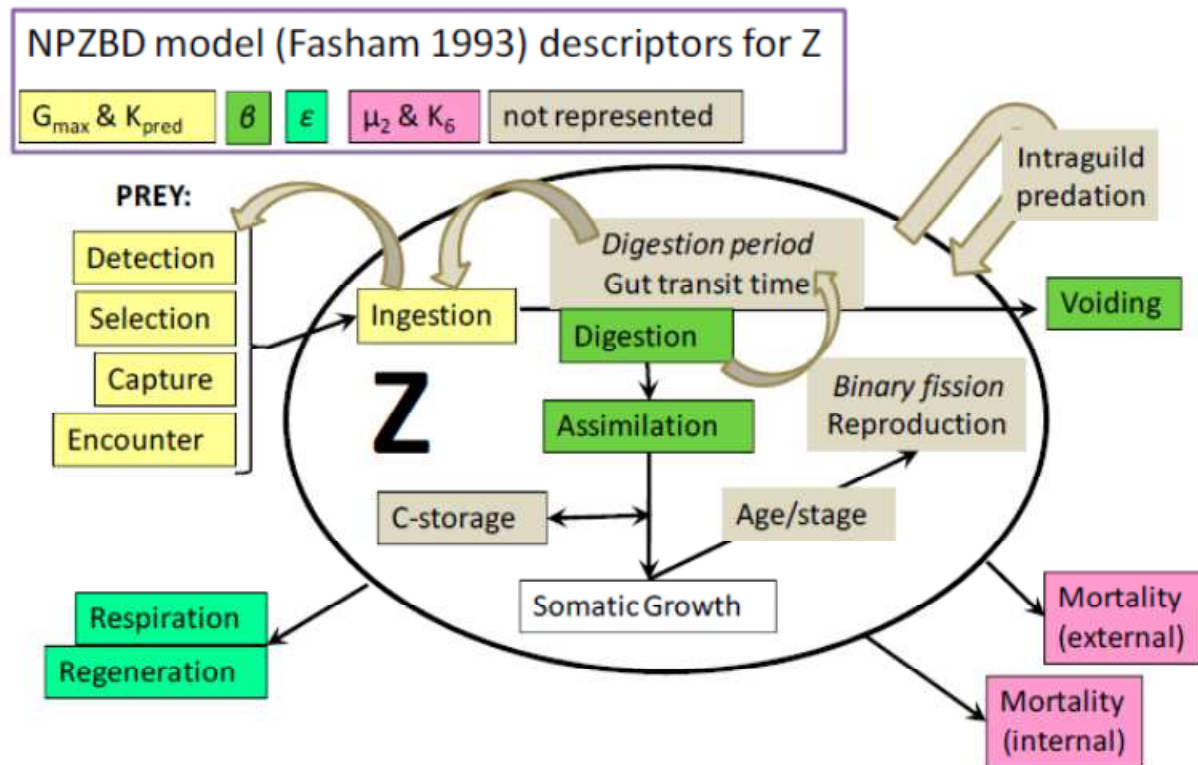 NPZBD model (Fasham 1993) descriptors for Z
G_max & K_pred
β
ε
μ₂ & K₆
not represented
PREY:
Detection
Selection
Capture
Encounter
Ingestion
Digestion period
Gut transit time
Intraguild
predation
Voiding
Digestion
Z
Assimilation
Binary fission
Reproduction
C-storage
Age/stage
Somatic Growth
Respiration
Regeneration
Mortality
(external)
Mortality
(internal)